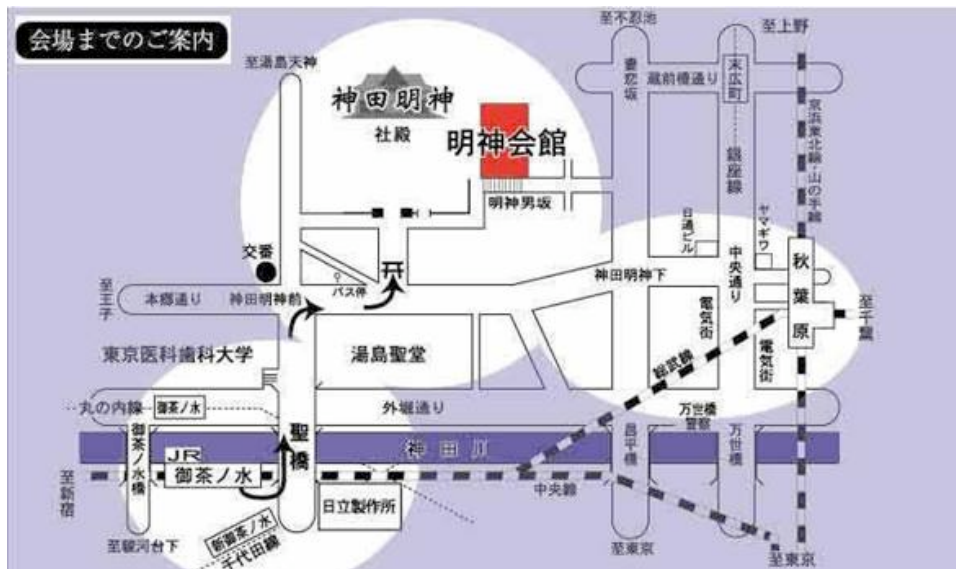 会場までのご案内
至不忍池
至上野
至湯島天神
神田明神
社殿
明神会館
妻恋坂
蔵前橋通り
末広町
京浜東北線・山の手線
銀座線
明神男坂
日通ビル
中央通り
ヤマギワ
秋葉原
交番
バス停
神田明神下
至王子
本郷通り
神田明神前
電気街
至千葉
東京医科歯科大学
湯島聖堂
総武線
電気街
丸の内線
御茶ノ水
外堀通り
万世橋
警察
聖橋
神田川
昌平橋
万世橋
御茶ノ水橋
JR
御茶ノ水
至新宿
中央線
日立製作所
新御茶ノ水
千代田線
至駿河台下
至東京
至東京